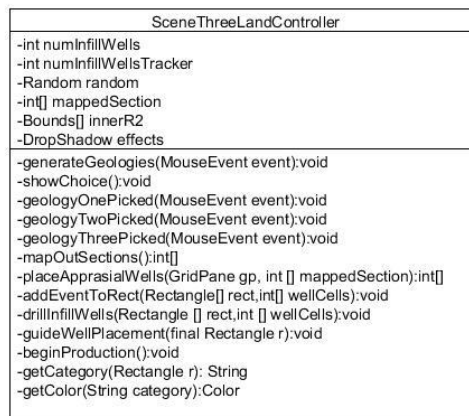 SceneThreeLandController
-int numInfillWells
-int numInfillWellsTracker
-Random random
-int[] mappedSection
-Bounds[] innerR2
-DropShadow effects
-generateGeologies(MouseEvent event):void
-showChoice():void
-geologyOnePicked(MouseEvent event):void
-geologyTwoPicked(MouseEvent event):void
-geologyThreePicked(MouseEvent event):void
-mapOutSections():int[]
-placeApprasialWells(GridPane gp, int [] mappedSection):int[]
-addEventToRect(Rectangle[] rect,int[] wellCells):void
-drillInfillWells(Rectangle [] rect,int [] wellCells):void
-guideWellPlacement(final Rectangle r):void
-beginProduction():void
-getCategory(Rectangle r): String
-getColor(String category):Color